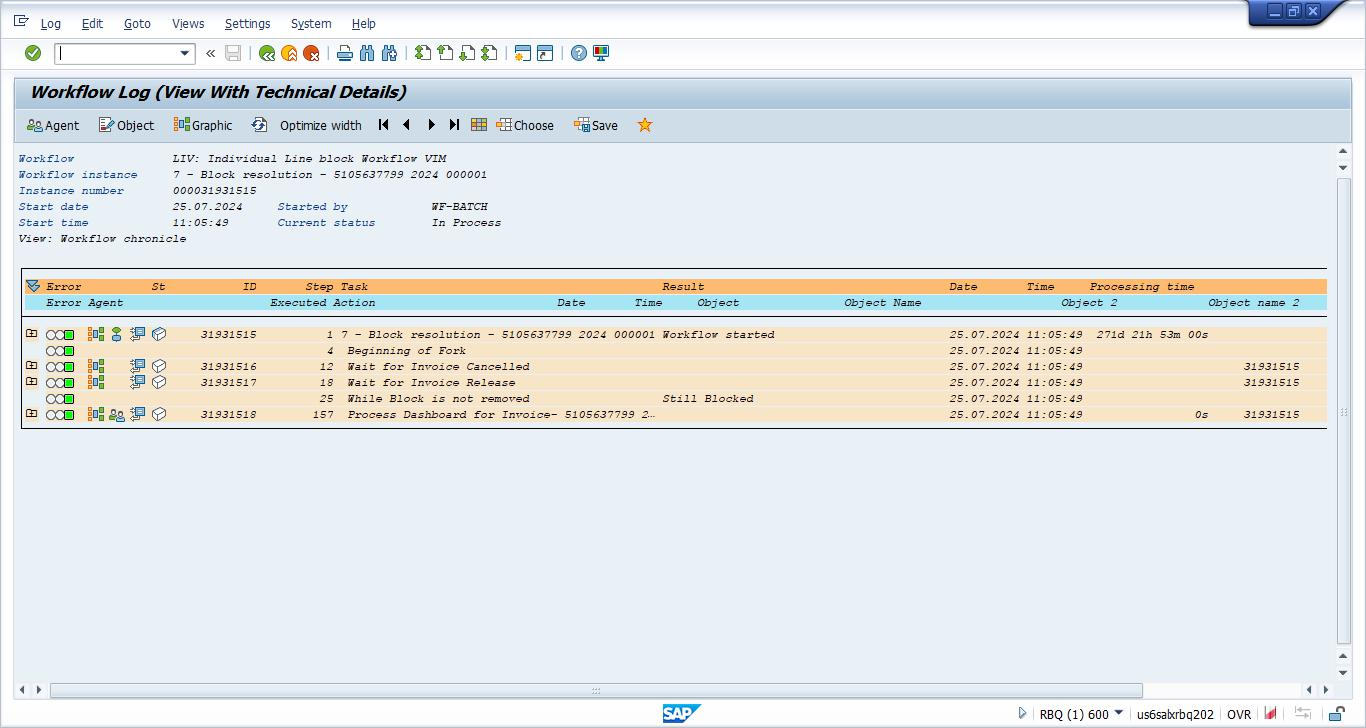 Log Edit Goto Views Settings System Help
«
Workflow Log (View With Technical Details)
Agent Object Graphic Optimize width Choose Save
Workflow LIV: Individual Line block Workflow VIM
Workflow instance 7 - Block resolution - 5105637799 2024 000001
Instance number 000031931515
Start date 25.07.2024 Started by WF-BATCH
Start time 11:05:49 Current status In Process
View: Workflow chronicle
Error St ID Step Task Result Date Time Processing time
Error Agent Executed Action Date Time Object Object Name Object 2 Object name 2
31931515 1 7 - Block resolution - 5105637799 2024 000001 Workflow started 25.07.2024 11:05:49 271d 21h 53m 00s
4 Beginning of Fork 25.07.2024 11:05:49
31931516 12 Wait for Invoice Cancelled 25.07.2024 11:05:49 31931515
31931517 18 Wait for Invoice Release 25.07.2024 11:05:49 31931515
25 While Block is not removed Still Blocked 25.07.2024 11:05:49
31931518 157 Process Dashboard for Invoice- 5105637799 2… 25.07.2024 11:05:49 0s 31931515
SAP RBQ (1) 600 us6salxrbq202 OVR